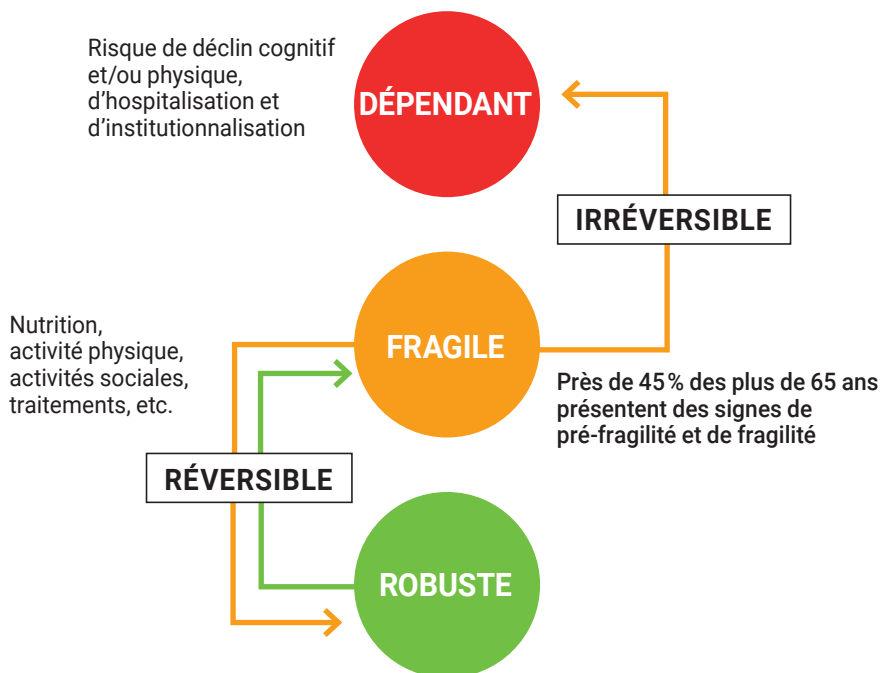 Risque de déclin cognitif
et/ou physique,
d’hospitalisation et
d’institutionnalisation
DÉPENDANT
IRRÉVERSIBLE
Nutrition,
activité physique,
activités sociales,
traitements, etc.
FRAGILE
Près de 45 % des plus de 65 ans
présentent des signes de
pré-fragilité et de fragilité
RÉVERSIBLE
ROBUSTE